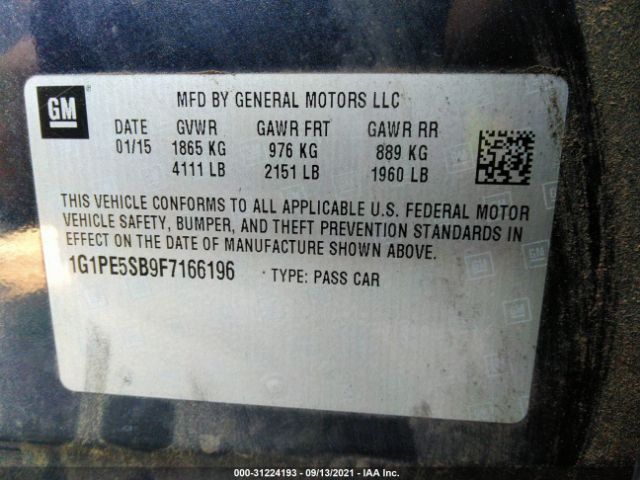 GM
MFD BY GENERAL MOTORS LLC
DATE GVWR GAWR FRT GAWR RR
01/15 1865 KG 976 KG 889 KG
4111 LB 2151 LB 1960 LB
THIS VEHICLE CONFORMS TO ALL APPLICABLE U.S. FEDERAL MOTOR
VEHICLE SAFETY, BUMPER, AND THEFT PREVENTION STANDARDS IN
EFFECT ON THE DATE OF MANUFACTURE SHOWN ABOVE.
1G1PE5SB9F7166196 TYPE: PASS CAR
000-31224193 - 09/13/2021 - IAA Inc.